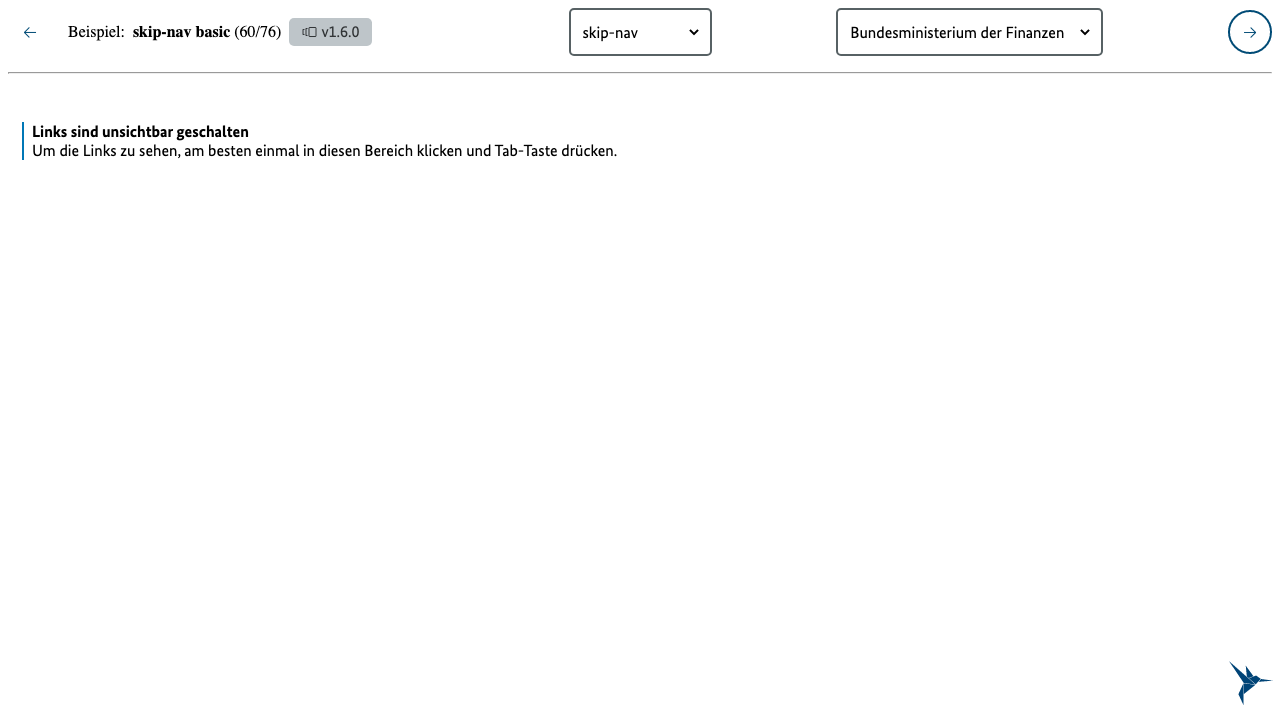 Beispiel: skip-nav basic (60/76) v1.6.0 skip-nav Bundesministerium der Finanzen
Links sind unsichtbar geschalten
Um die Links zu sehen, am besten einmal in diesen Bereich klicken und Tab-Taste drücken.